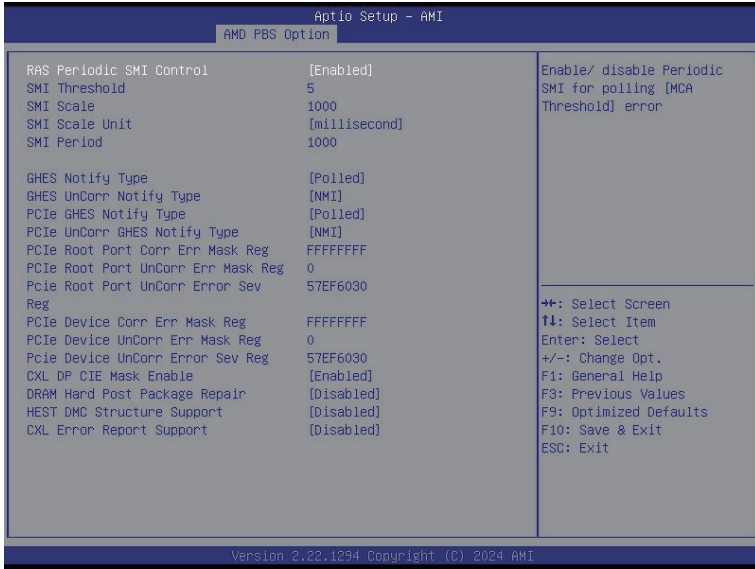 Aptio Setup – AMI
AMD PBS Option
RAS Periodic SMI Control [Enabled]
SMI Threshold 5
SMI Scale 1000
SMI Scale Unit [millisecond]
SMI Period 1000
GHES Notify Type [Polled]
GHES UnCorr Notify Type [NMI]
PCIe GHES Notify Type [Polled]
PCIe UnCorr GHES Notify Type [NMI]
PCIe Root Port Corr Err Mask Reg FFFFFFFF
PCIe Root Port UnCorr Err Mask Reg 0
Pcie Root Port UnCorr Error Sev 57EF6030
Reg
PCIe Device Corr Err Mask Reg FFFFFFFF
PCIe Device UnCorr Err Mask Reg 0
Pcie Device UnCorr Error Sev Reg 57EF6030
CXL DP CIE Mask Enable [Enabled]
DRAM Hard Post Package Repair [Disabled]
HEST DMC Structure Support [Disabled]
CXL Error Report Support [Disabled]
Enable/ disable Periodic
SMI for polling [MCA
Threshold] error
→←: Select Screen
↑↓: Select Item
Enter: Select
+/-: Change Opt.
F1: General Help
F3: Previous Values
F9: Optimized Defaults
F10: Save & Exit
ESC: Exit
Version 2.22.1294 Copyright (C) 2024 AMI